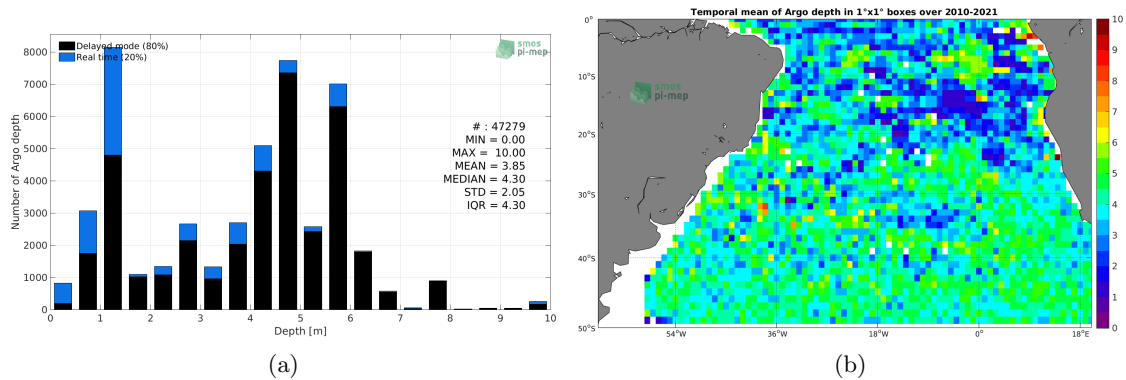 Delayed mode (80%)
Real time (20%)
smos
pi-mep
# : 47279
MIN = 0.00
MAX = 10.00
MEAN = 3.85
MEDIAN = 4.30
STD = 2.05
IQR = 4.30
Number of Argo depth
8000
7000
6000
5000
4000
3000
2000
1000
0
0 1 2 3 4 5 6 7 8 9 10
Depth [m]
(a)
Temporal mean of Argo depth in 1°x1° boxes over 2010-2021
smos
pi-mep
0°
10°S
20°S
30°S
40°S
50°S
54°W 36°W 18°W 0° 18°E
10
9
8
7
6
5
4
3
2
1
0
(b)